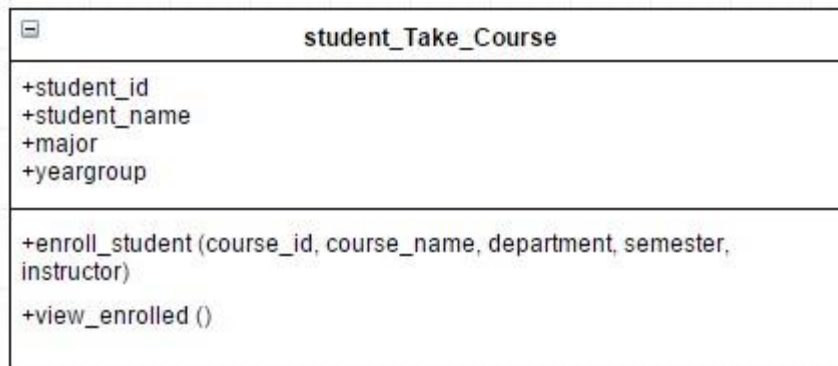 student_Take_Course
+student_id
+student_name
+major
+yeargroup
+enroll_student (course_id, course_name, department, semester,
instructor)
+view_enrolled ()